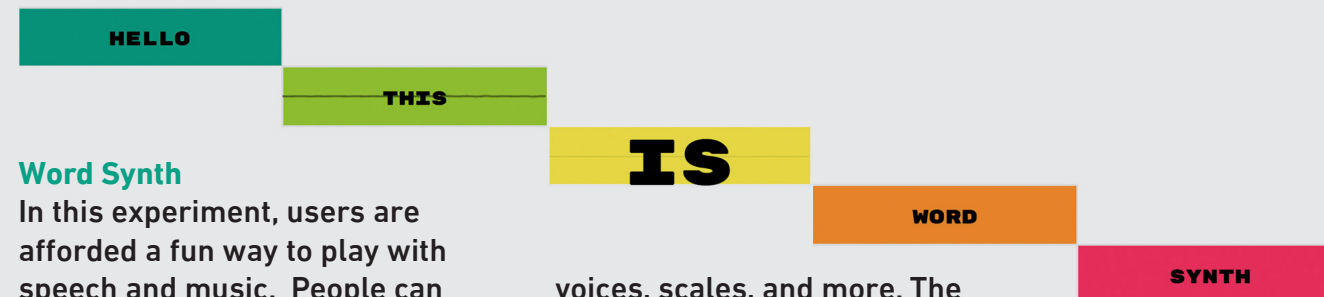 HELLO
THIS
IS
WORD
SYNTH
Word Synth
In this experiment, users are
afforded a fun way to play with
speech and music. People can
voices, scales, and more. The